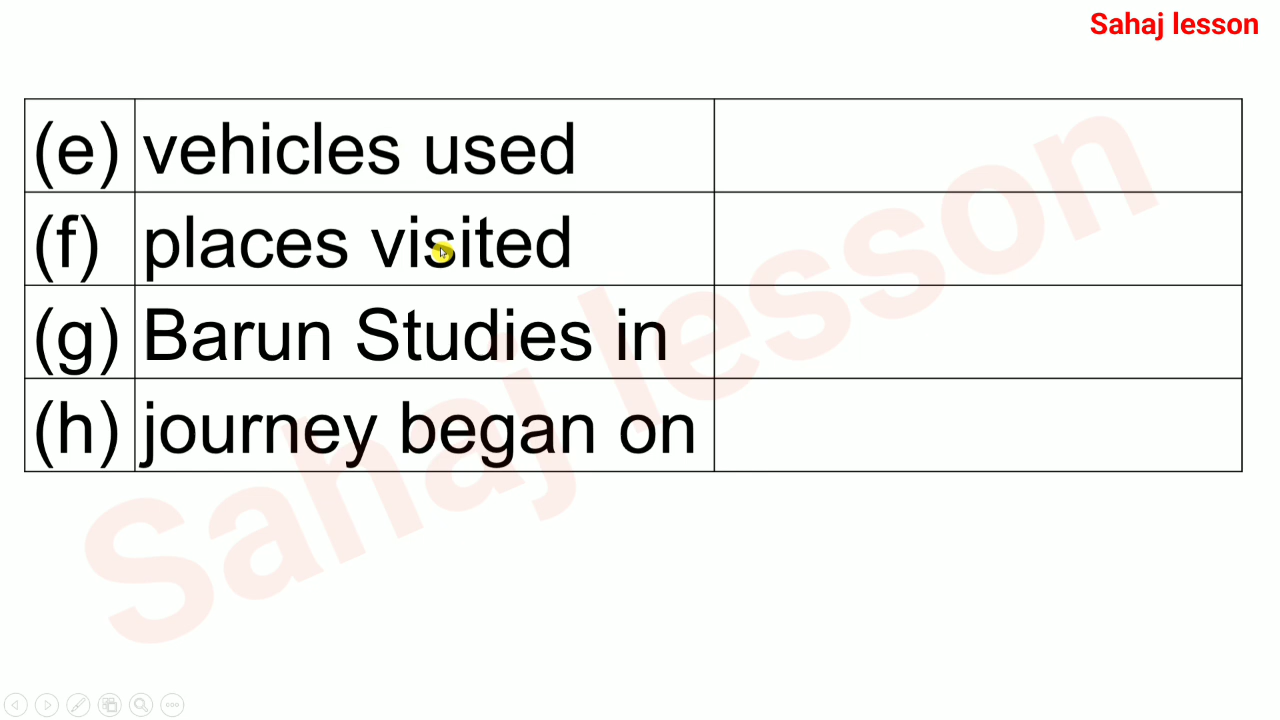 Sahaj lesson
(e) vehicles used
(f) places visited
(g) Barun Studies in
(h) journey began on
Sahaj lesson